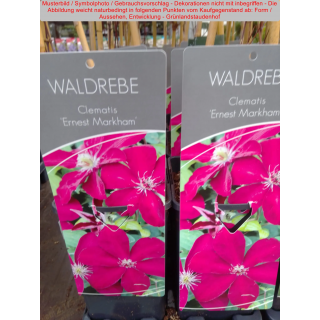 Musterbild / Symbolphoto / Gebrauchsvorschlag - Dekorationen nicht mit inbegriffen - Die
Abbildung weicht naturbedingt in folgenden Punkten vom Kaufgegenstand ab: Form /
Aussehen, Entwicklung - Grünlandstaudenhof
WALDREBE
Clematis
'Ernest Markham'
WALDREBE
Clematis
'Ernest Markham'